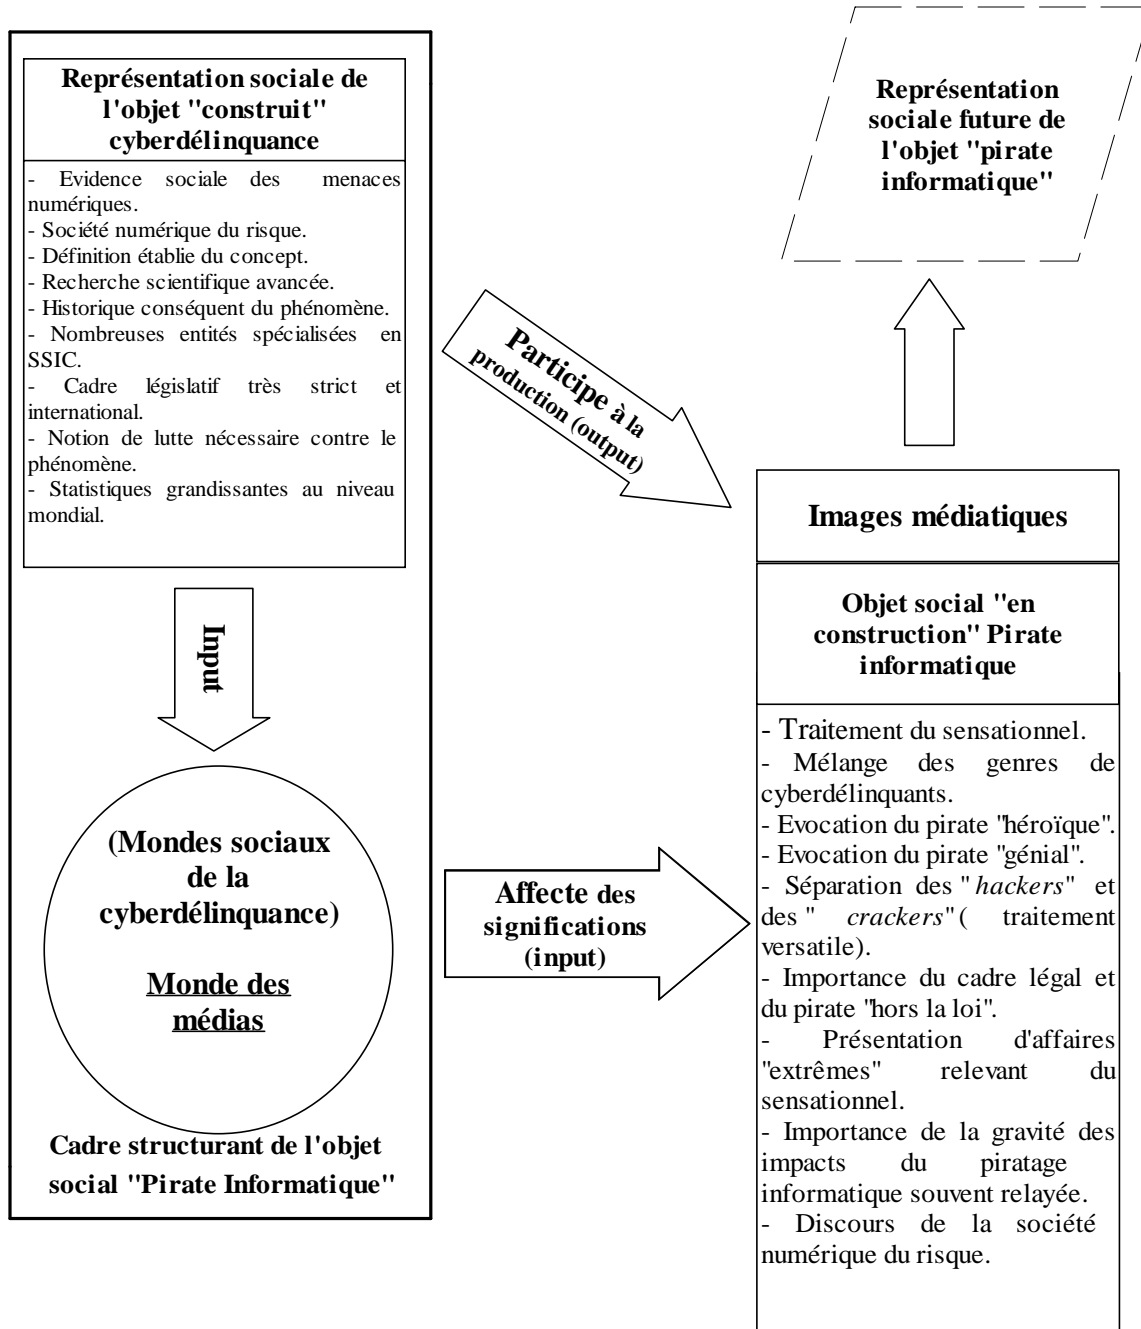 Représentation sociale de
l'objet "construit"
cyberdélinquance
- Evidence sociale des menaces
numériques.
- Société numérique du risque.
- Définition établie du concept.
- Recherche scientifique avancée.
- Historique conséquent du phénomène.
- Nombreuses entités spécialisées en
SSIC.
- Cadre législatif très strict et
international.
- Notion de lutte nécessaire contre le
phénomène.
- Statistiques grandissantes au niveau
mondial.
Input
(Mondes sociaux
de la
cyberdélinquance)
Monde des
médias
Cadre structurant de l'objet
social "Pirate Informatique"
Participe à la
production (output)
Affecte des
significations
(input)
Représentation
sociale future de
l'objet "pirate
informatique"
Images médiatiques
Objet social "en
construction" Pirate
informatique
- Traitement du sensationnel.
- Mélange des genres de
cyberdélinquants.
- Evocation du pirate "héroïque".
- Evocation du pirate "génial".
- Séparation des "hackers" et
des " crackers" ( traitement
versatile).
- Importance du cadre légal et
du pirate "hors la loi".
- Présentation d'affaires
"extrêmes" relevant du
sensationnel.
- Importance de la gravité des
impacts du piratage
informatique souvent relayée.
- Discours de la société
numérique du risque.